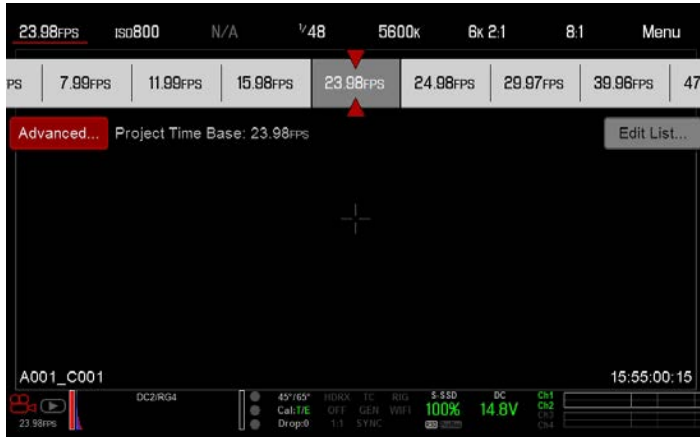 23.98FPS ISO800 N/A 1/48 5600K 6K 2:1 8:1 Menu
PS 7.99FPS 11.99FPS 15.98FPS 23.98FPS 24.98FPS 29.97FPS 39.96FPS 47
Advanced... Project Time Base: 23.98FPS Edit List...
A001_C001 15:55:00:15
DC2/RG4 45°/65° HDRX TC RIG S-SSD DC Ch1
Cal:T/E OFF GEN WIFI 100% 14.8V Ch2
Ch3
23.98FPS Drop:0 1:1 SYNC Ch4